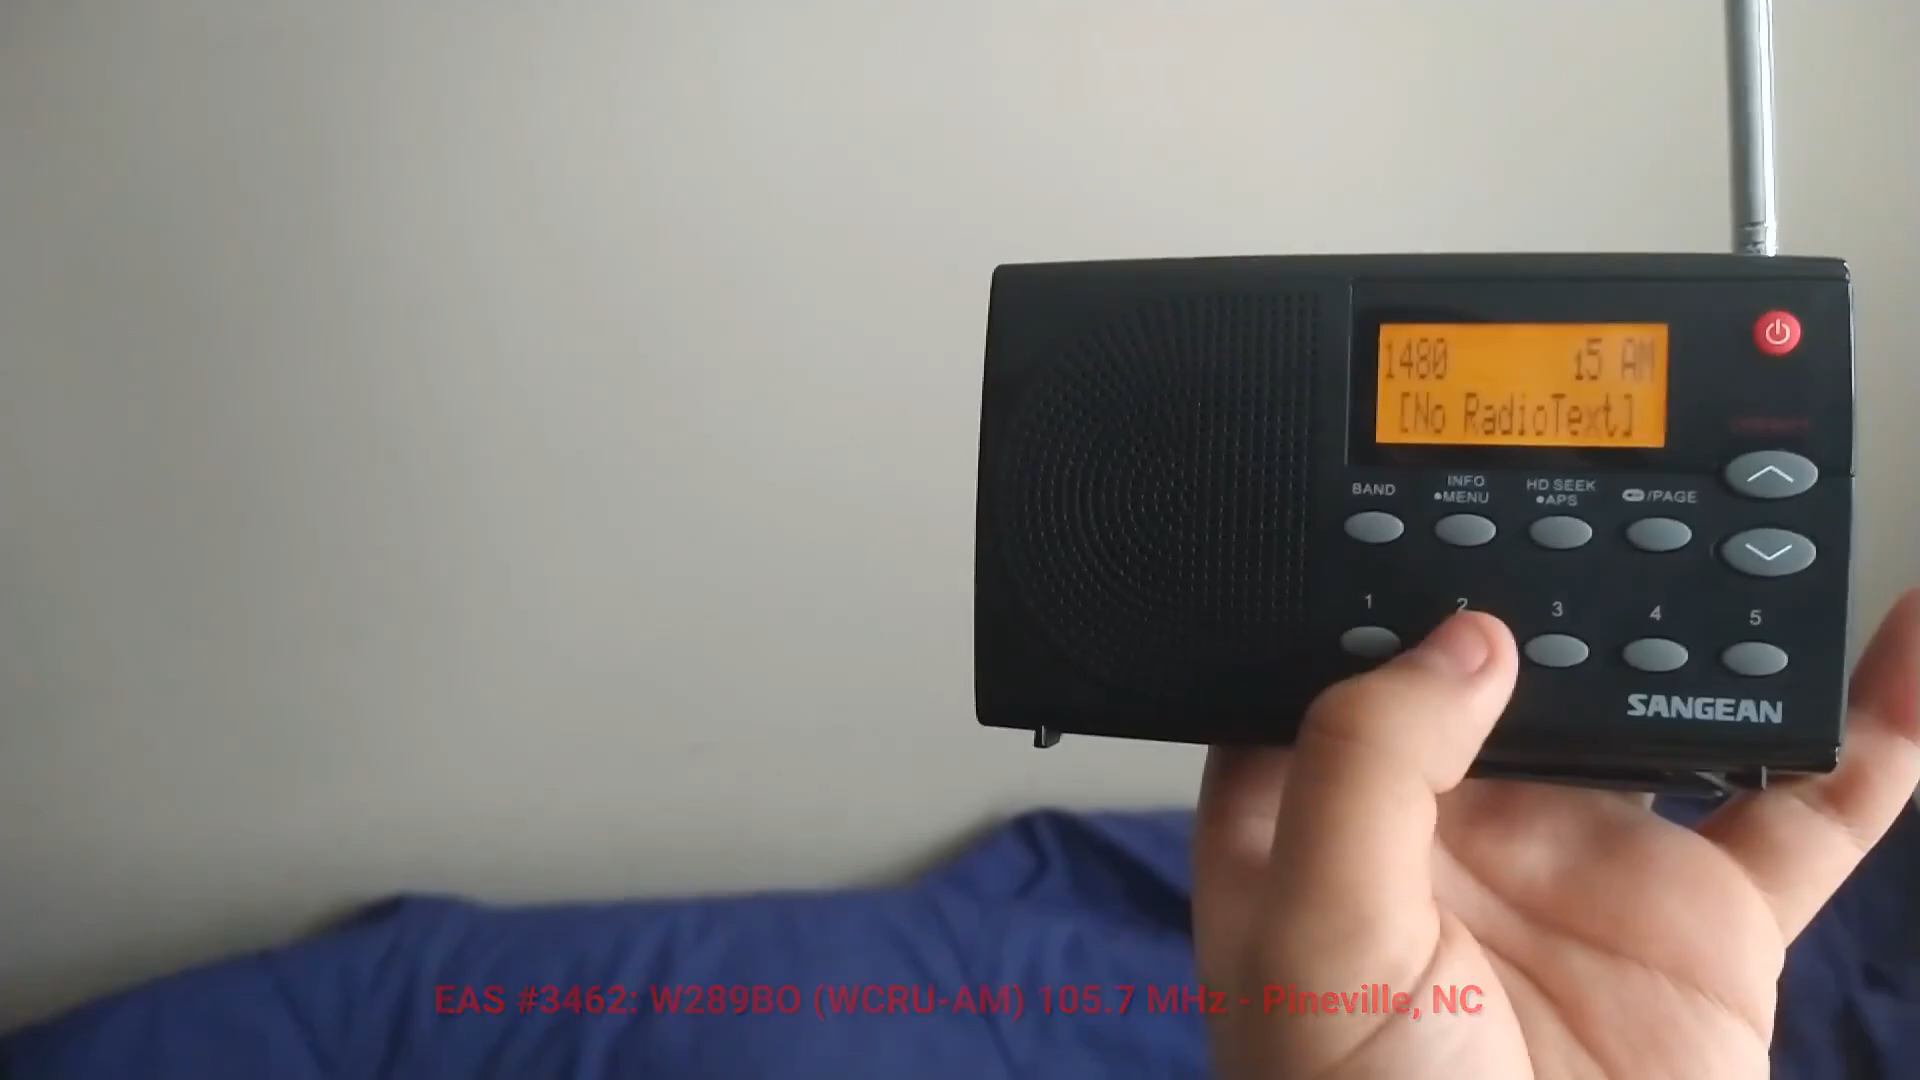 1480 ı5 AM
[No RadioText]
BAND
INFO
•MENU
HD SEEK
•APS
/PAGE
1
2
3
4
5
SANGEAN
EAS #3462: W289BO (WCRU-AM) 105.7 MHz - Pineville, NC